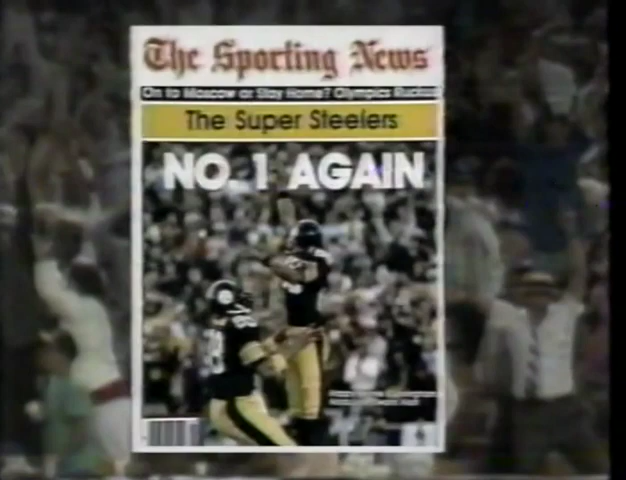 The Sporting News
On to Moscow or Stay Home? Olympics Ruckus
The Super Steelers
NO. 1 AGAIN